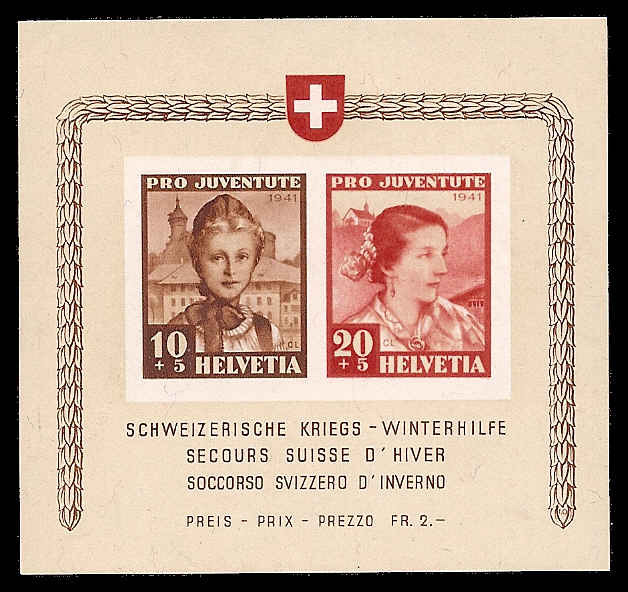 PRO JUVENTUTE
1941
10
+ 5
HELVETIA
PRO JUVENTUTE
1941
CL
20
+ 5
HELVETIA
SCHWEIZERISCHE KRIEGS - WINTERHILFE
SECOURS SUISSE D'HIVER
SOCCORSO SVIZZERO D'INVERNO
PREIS - PRIX - PREZZO FR. 2.–